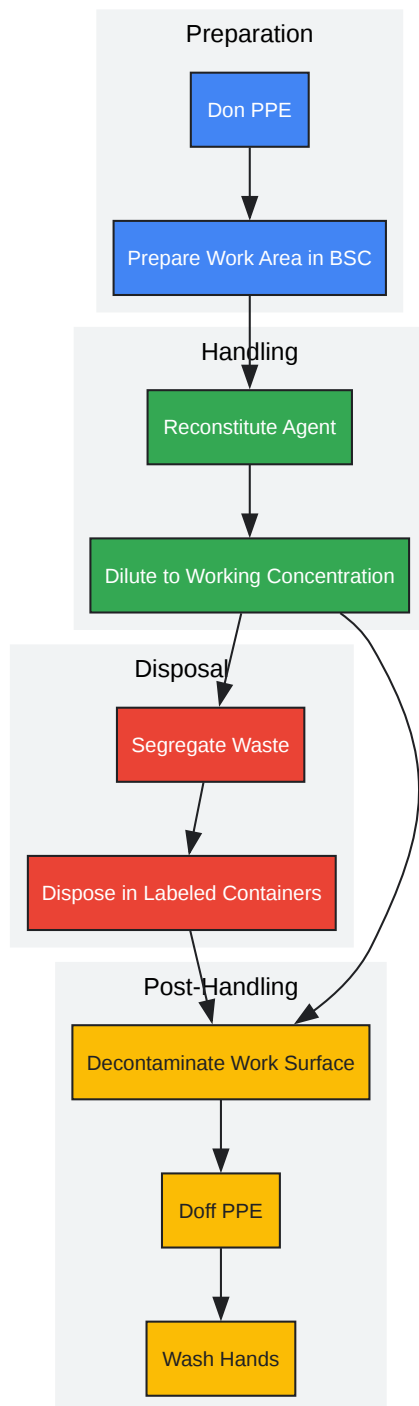 Preparation
Don PPE
Prepare Work Area in BSC
Handling
Reconstitute Agent
Dilute to Working Concentration
Disposal
Segregate Waste
Dispose in Labeled Containers
Post-Handling
Decontaminate Work Surface
Doff PPE
Wash Hands